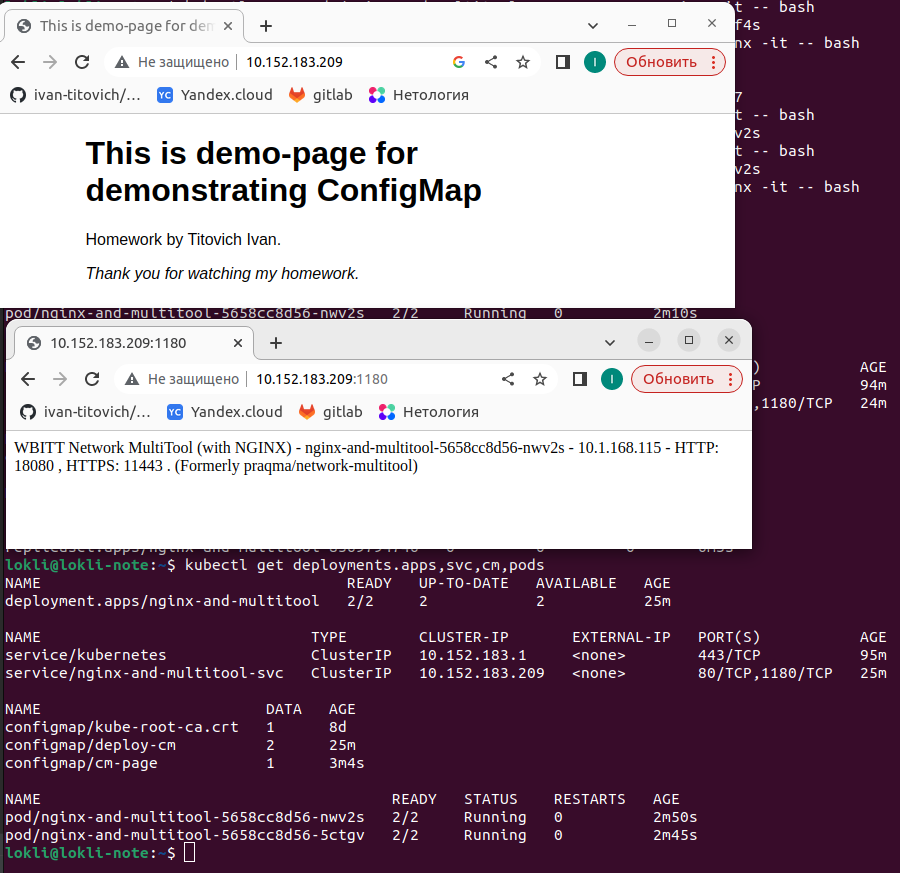 This is demo-page for dem
it -- bash
f4s
nx -it -- bash
Не защищено
10.152.183.209
Обновить
ivan-titovich/...
Yandex.cloud
gitlab
Нетология
7
t -- bash
v2s
t -- bash
v2s
nx -it -- bash
This is demo-page for
demonstrating ConfigMap
Homework by Titovich Ivan.
Thank you for watching my homework.
pod/nginx-and-multitool-5658cc8d56-nwv2s 2/2 Running 0 2m10s
10.152.183.209:1180
Не защищено
10.152.183.209:1180
Обновить
) AGE
P 94m
,1180/TCP 24m
ivan-titovich/...
Yandex.cloud
gitlab
Нетология
WBITT Network MultiTool (with NGINX) - nginx-and-multitool-5658cc8d56-nwv2s - 10.1.168.115 - HTTP:
18080 , HTTPS: 11443 . (Formerly praqma/network-multitool)
lokli@lokli-note:~$ kubectl get deployments.apps,svc,cm,pods
NAME READY UP-TO-DATE AVAILABLE AGE
deployment.apps/nginx-and-multitool 2/2 2 2 25m
NAME TYPE CLUSTER-IP EXTERNAL-IP PORT(S) AGE
service/kubernetes ClusterIP 10.152.183.1 <none> 443/TCP 95m
service/nginx-and-multitool-svc ClusterIP 10.152.183.209 <none> 80/TCP,1180/TCP 25m
NAME DATA AGE
configmap/kube-root-ca.crt 1 8d
configmap/deploy-cm 2 25m
configmap/cm-page 1 3m4s
NAME READY STATUS RESTARTS AGE
pod/nginx-and-multitool-5658cc8d56-nwv2s 2/2 Running 0 2m50s
pod/nginx-and-multitool-5658cc8d56-5ctgv 2/2 Running 0 2m45s
lokli@lokli-note:~$